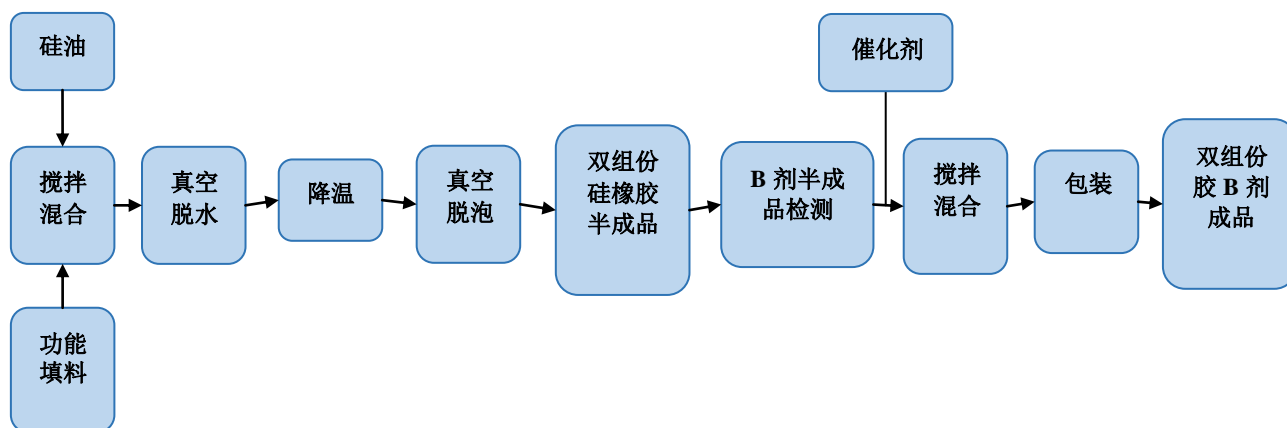 硅油
催化剂
搅拌
混合
真空
脱水
降温
真空
脱泡
双组份
硅橡胶
半成品
B 剂半成
品检测
搅拌
混合
包装
双组份
胶 B 剂
成品
功能
填料